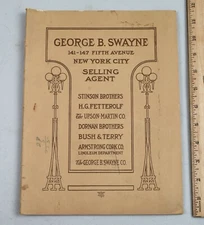 GEORGE B. SWAYNE
141-147 FIFTH AVENUE
NEW YORK CITY
SELLING
AGENT
STINSON BROTHERS
H.G. FETTEROLF
The UPSON MARTIN CO.
DORNAN BROTHERS
BUSH & TERRY
ARMSTRONG CORK CO.
LINOLEUM DEPARTMENT
The GEORGE B. SWAYNE CO.